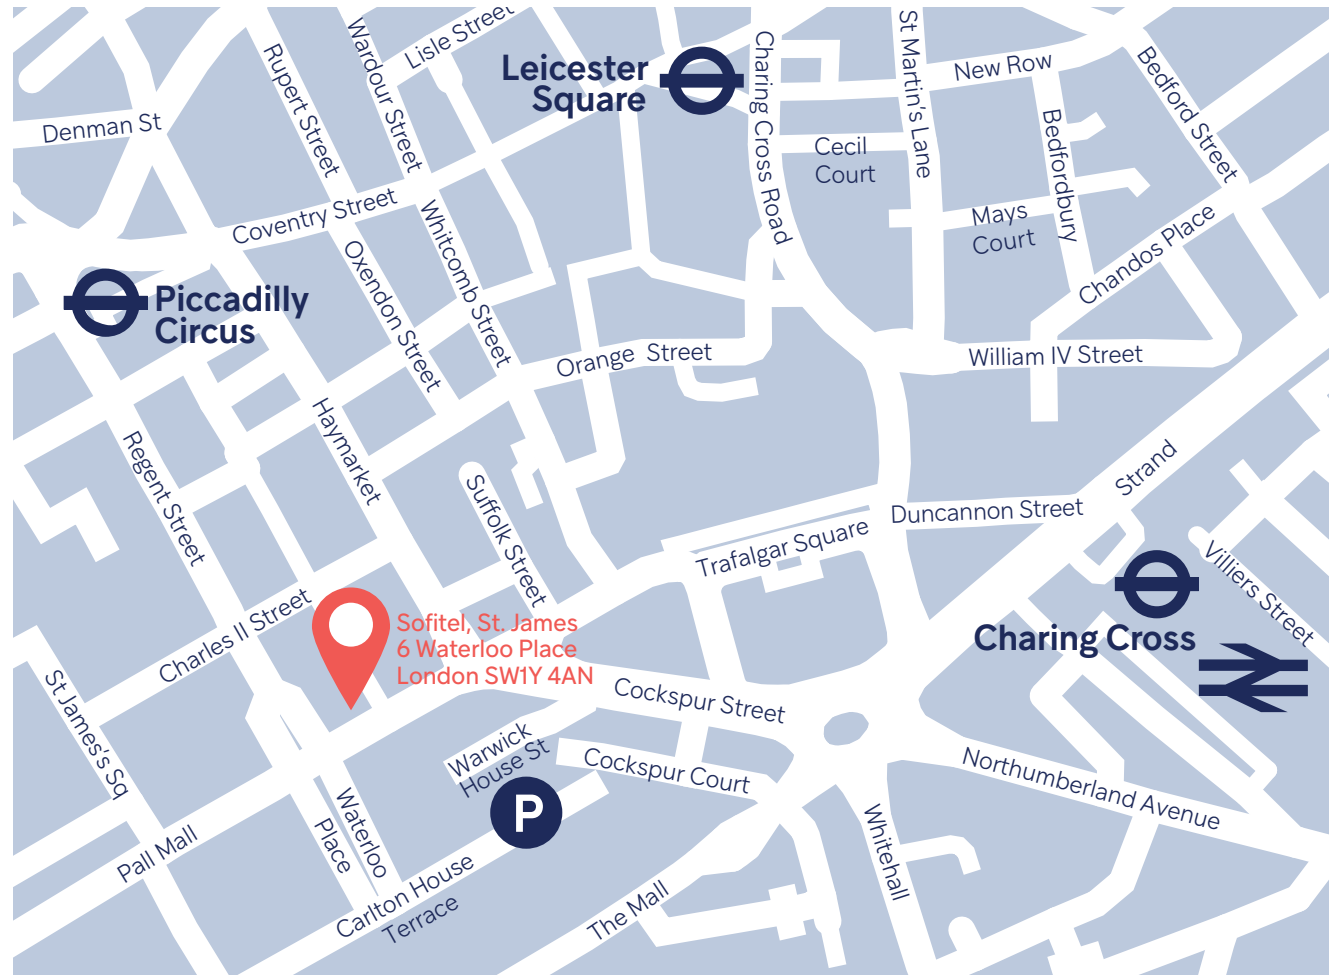 Lisle Street
Wardour Street
Rupert Street
Leicester
Square
Charing Cross Road
St Martin's Lane
New Row
Bedford Street
Denman St
Cecil
Court
Bedfordbury
Mays
Court
Coventry Street
Whitcomb Street
Oxendon Street
Chandos Place
Piccadilly
Circus
Orange Street
William IV Street
Haymarket
Regent Street
Suffolk Street
Strand
Duncannon Street
Trafalgar Square
Villiers Street
Charing Cross
Charles II Street
Sofitel, St. James
6 Waterloo Place
London SW1Y 4AN
St James's Sq
Cockspur Street
Warwick
House St
Cockspur Court
Northumberland Avenue
P
Waterloo
Place
Pall Mall
Whitehall
Carlton House
Terrace
The Mall